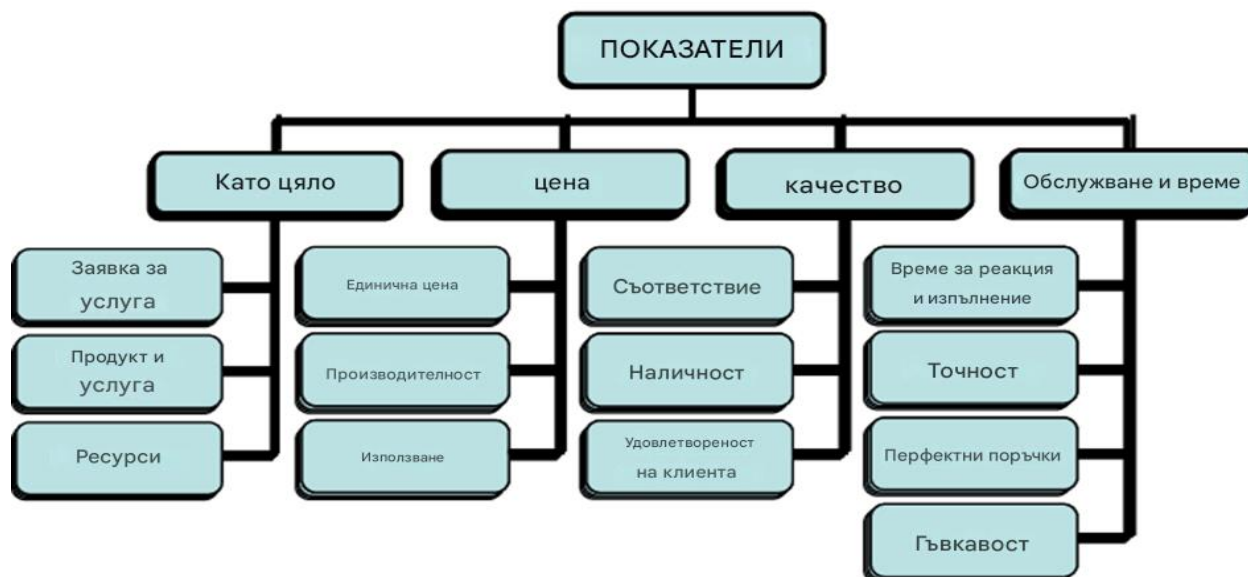 ПОКАЗАТЕЛИ
Като цяло
цена
качество
Обслужване и време
Заявка за
услуга
Продукт и
услуга
Ресурси
Единична цена
Производителност
Използване
Съответствие
Наличност
Удовлетвореност
на клиента
Време за реакция
и изпълнение
Точност
Перфектни поръчки
Гъвкавост